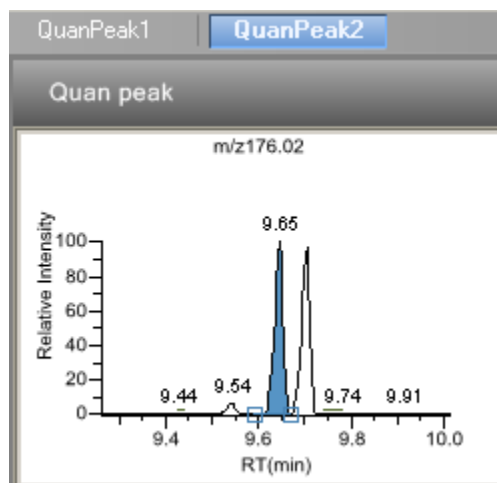 QuanPeak1 QuanPeak2
Quan peak
m/z176.02
Relative Intensity
100
80
60
40
20
0
9.65
9.44 9.54 9.74 9.91
9.4 9.6 9.8 10.0
RT(min)